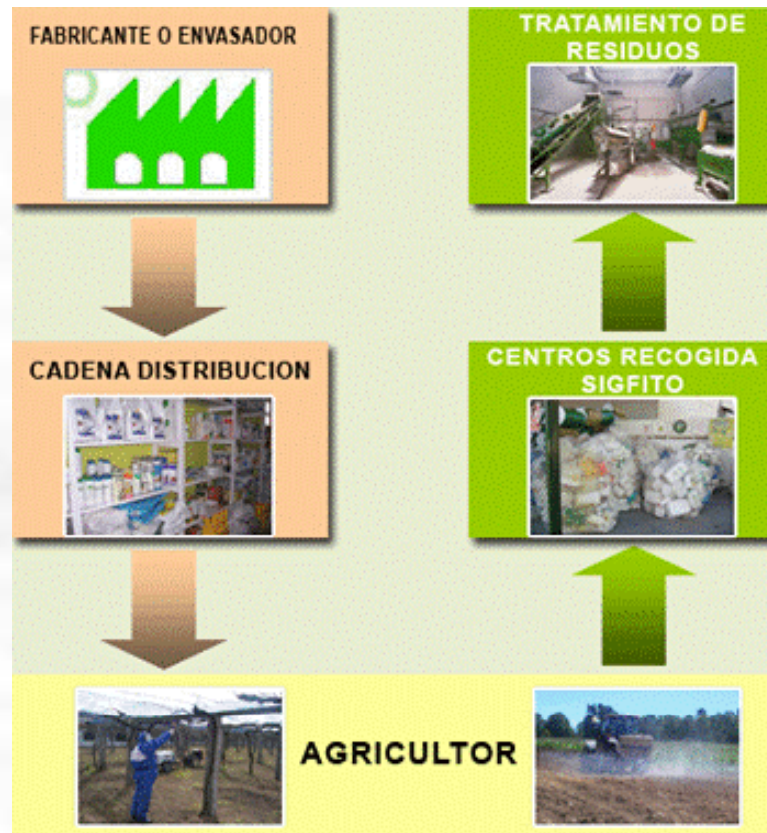 FABRICANTE O ENVASADOR
CADENA DISTRIBUCION
AGRICULTOR
CENTROS RECOGIDA
SIGFITO
TRATAMIENTO DE
RESIDUOS